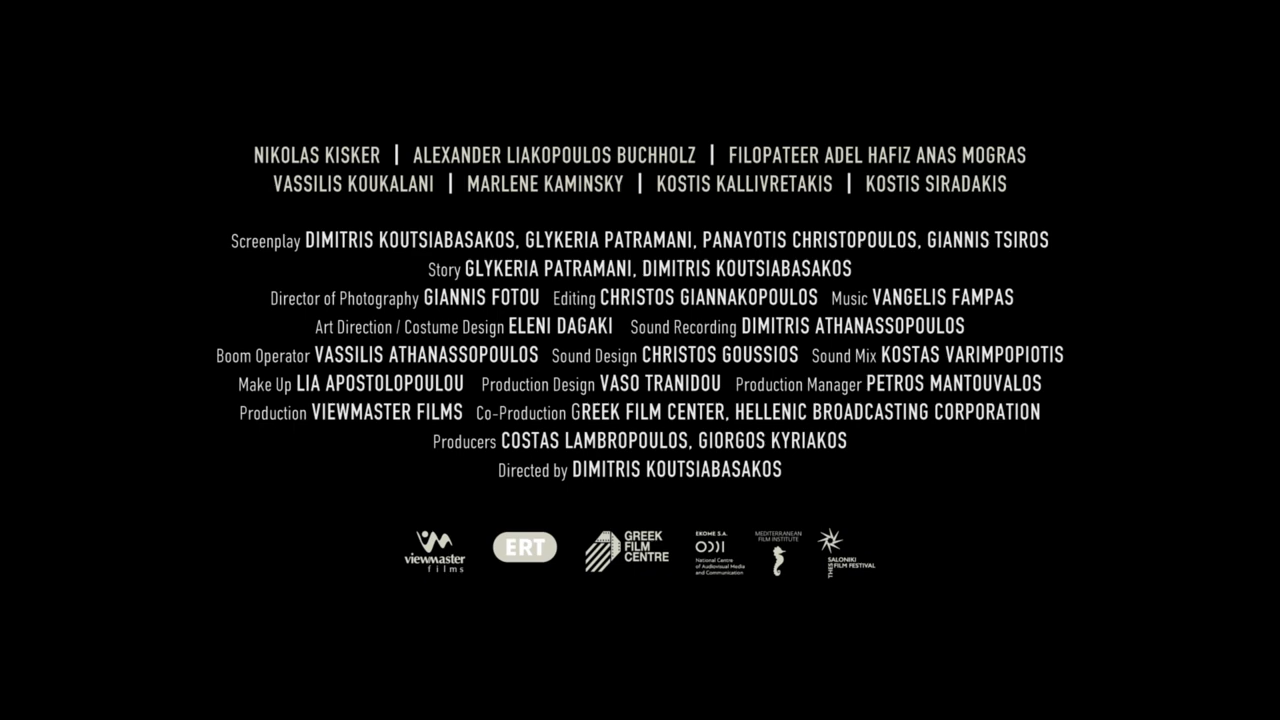 NIKOLAS KISKER | ALEXANDER LIAKOPOULOS BUCHHOLZ | FILOPATEER ADEL HAFIZ ANAS MOGRAS
VASSILIS KOUKALANI | MARLENE KAMINSKY | KOSTIS KALLIVRETAKIS | KOSTIS SIRADAKIS
Screenplay DIMITRIS KOUTSIABASAKOS, GLYKERIA PATRAMANI, PANAYOTIS CHRISTOPOULOS, GIANNIS TSIROS
Story GLYKERIA PATRAMANI, DIMITRIS KOUTSIABASAKOS
Director of Photography GIANNIS FOTOU Editing CHRISTOS GIANNAKOPOULOS Music VANGELIS FAMPAS
Art Direction / Costume Design ELENI DAGAKI Sound Recording DIMITRIS ATHANASSOPOULOS
Boom Operator VASSILIS ATHANASSOPOULOS Sound Design CHRISTOS GOUSSIOS Sound Mix KOSTAS VARIMPOPIOTIS
Make Up LIA APOSTOLOPOULOU Production Design VASO TRANIDOU Production Manager PETROS MANTOUVALOS
Production VIEWMASTER FILMS Co-Production GREEK FILM CENTER, HELLENIC BROADCASTING CORPORATION
Producers COSTAS LAMBROPOULOS, GIORGOS KYRIAKOS
Directed by DIMITRIS KOUTSIABASAKOS
viewmaster
films
ERT
GREEK
FILM
CENTRE
EKOME S.A.
National Centre
of Audiovisual Media
and Communication
MEDITERRANEAN
FILM INSTITUTE
THES
SALONIKI
FILM FESTIVAL